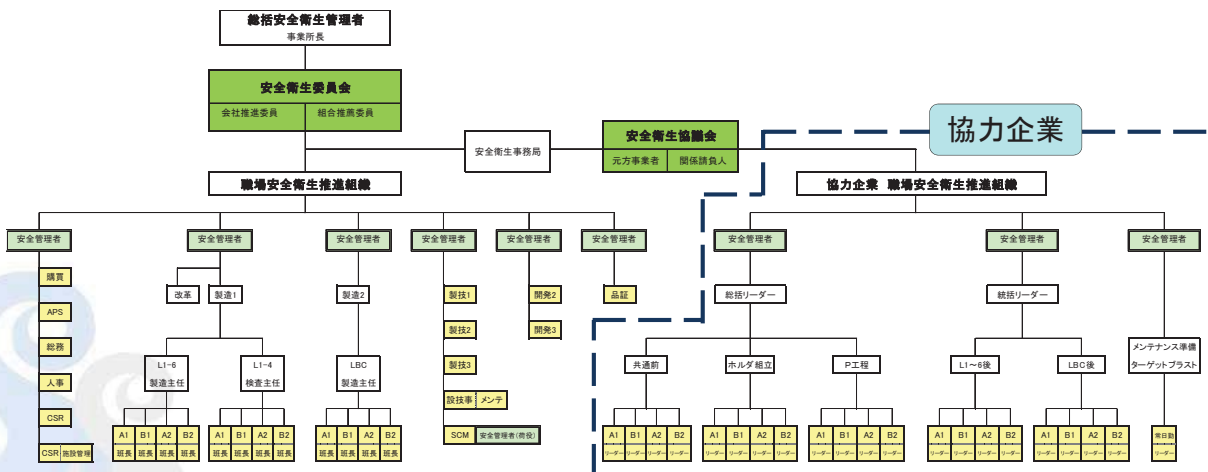 総括安全衛生管理者
事業所長
安全衛生委員会
会社推進委員 組合推薦委員
協力企業
安全衛生事務局
安全衛生協議会
元方事業者 関係請負人
職場安全衛生推進組織
協力企業 職場安全衛生推進組織
安全管理者 安全管理者 安全管理者 安全管理者 安全管理者 安全管理者 安全管理者 安全管理者 安全管理者
購買
改革 製造1 製造2 製技1 開発2 品証 総括リーダー 統括リーダー
APS
製技2 開発3
総務
製技3
メンテナンス準備
ターゲットブラスト
L1-6
製造主任
L1-4
検査主任
LBC
製造主任
共通前 ホルダ組立 P工程 L1~6後 LBC後
人事
設技事 メンテ
CSR
SCM 安全管理者(荷役)
CSR 施設管理
A1 B1 A2 B2 A1 B1 A2 B2 A1 B1 A2 B2 A1 B1 A2 B2 A1 B1 A2 B2 A1 B1 A2 B2 A1 B1 A2 B2 A1 B1 A2 B2 常日勤
班長 班長 班長 班長 班長 班長 班長 班長 班長 班長 班長 班長 リーダー リーダー リーダー リーダー リーダー リーダー リーダー リーダー リーダー リーダー リーダー リーダー リーダー リーダー リーダー リーダー リーダー リーダー リーダー リーダー リーダー